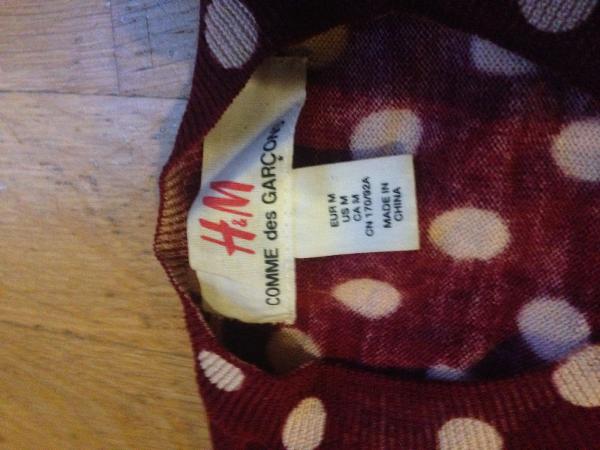 H&M
COMME des GARÇONS
EUR M
US M
CA M
CN 170/92A
MADE IN
CHINA